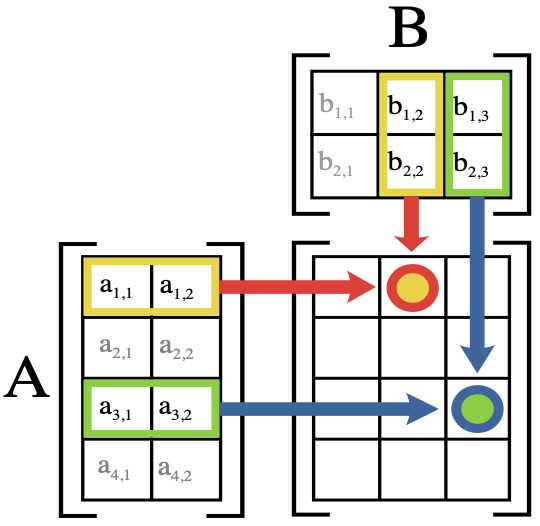 B
b1,1 b1,2 b1,3
b2,1 b2,2 b2,3
A
a1,1 a1,2
a2,1 a2,2
a3,1 a3,2
a4,1 a4,2